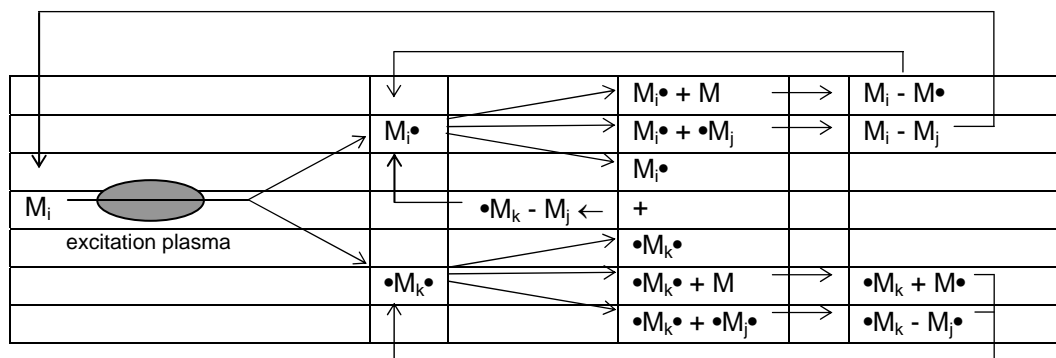 Mᵢ• + M → Mᵢ - M•
Mᵢ• Mᵢ• + •Mⱼ → Mᵢ - Mⱼ
Mᵢ•
Mᵢ •Mₖ - Mⱼ ← +
excitation plasma •Mₖ•
•Mₖ• •Mₖ• + M → •Mₖ + M•
•Mₖ• + •Mⱼ• → •Mₖ - Mⱼ•